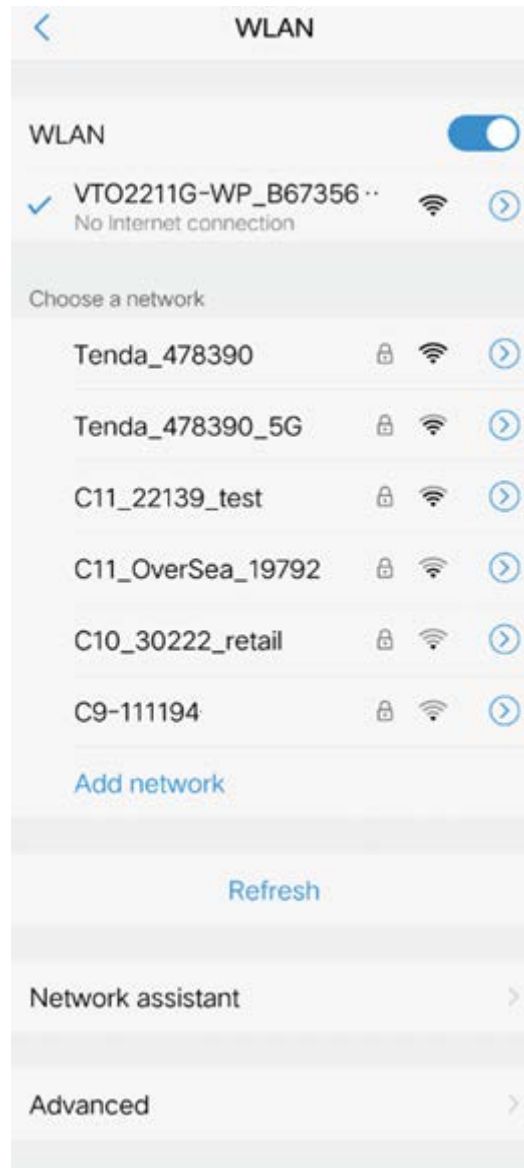 WLAN
WLAN
VTO2211G-WP_B67356··
No Internet connection
Choose a network
Tenda_478390
Tenda_478390_5G
C11_22139_test
C11_OverSea_19792
C10_30222_retail
C9-111194
Add network
Refresh
Network assistant
Advanced